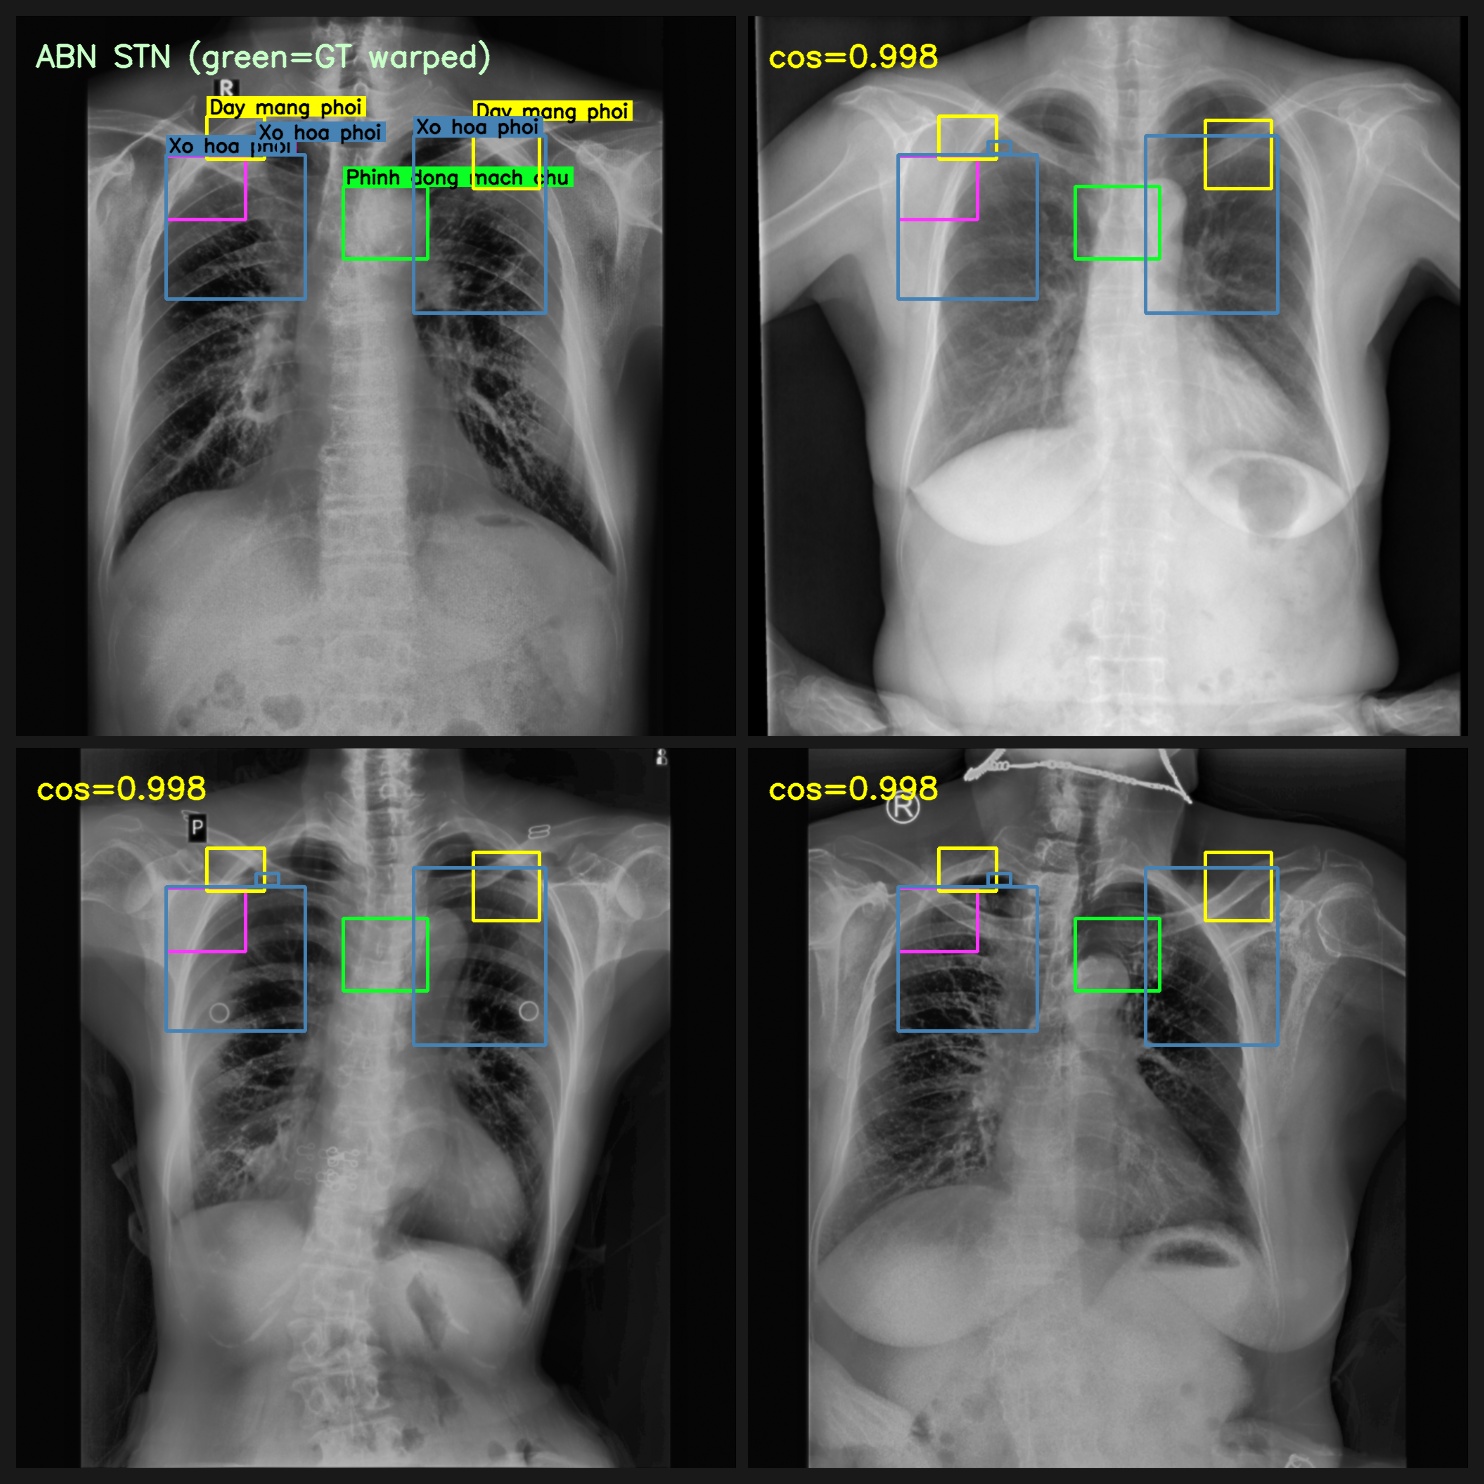 ABN STN (green=GT warped)
R
Day mang phoi
Day mang phoi
Xo hoa phoi
Xo hoa phoi
Xo hoa phoi
Phinh dong mach chu
cos=0.998
cos=0.998
P
cos=0.998
R